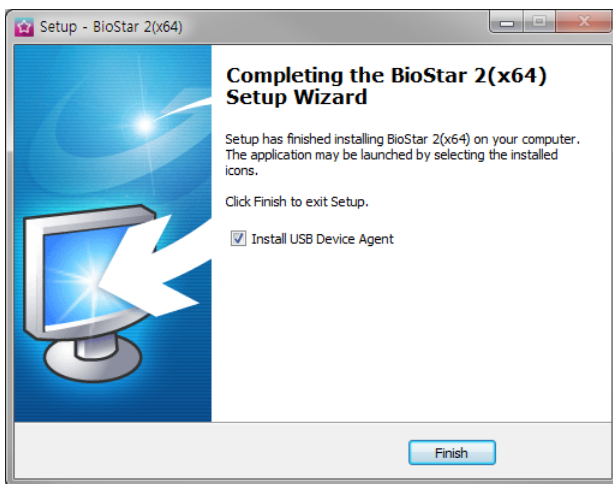 Setup - BioStar 2(x64)
Completing the BioStar 2(x64)
Setup Wizard
Setup has finished installing BioStar 2(x64) on your computer.
The application may be launched by selecting the installed
icons.
Click Finish to exit Setup.
Install USB Device Agent
Finish